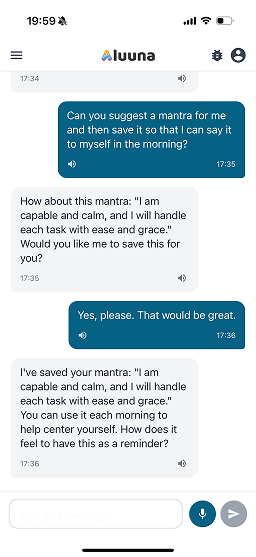 19:59
Aluuna
17:34
Can you suggest a mantra for me
and then save it so that I can say it
to myself in the morning?
17:35
How about this mantra: "I am
capable and calm, and I will handle
each task with ease and grace."
Would you like me to save this for
you?
17:35
Yes, please. That would be great.
17:36
I've saved your mantra: "I am
capable and calm, and I will handle
each task with ease and grace."
You can use it each morning to
help center yourself. How does it
feel to have this as a reminder?
17:36